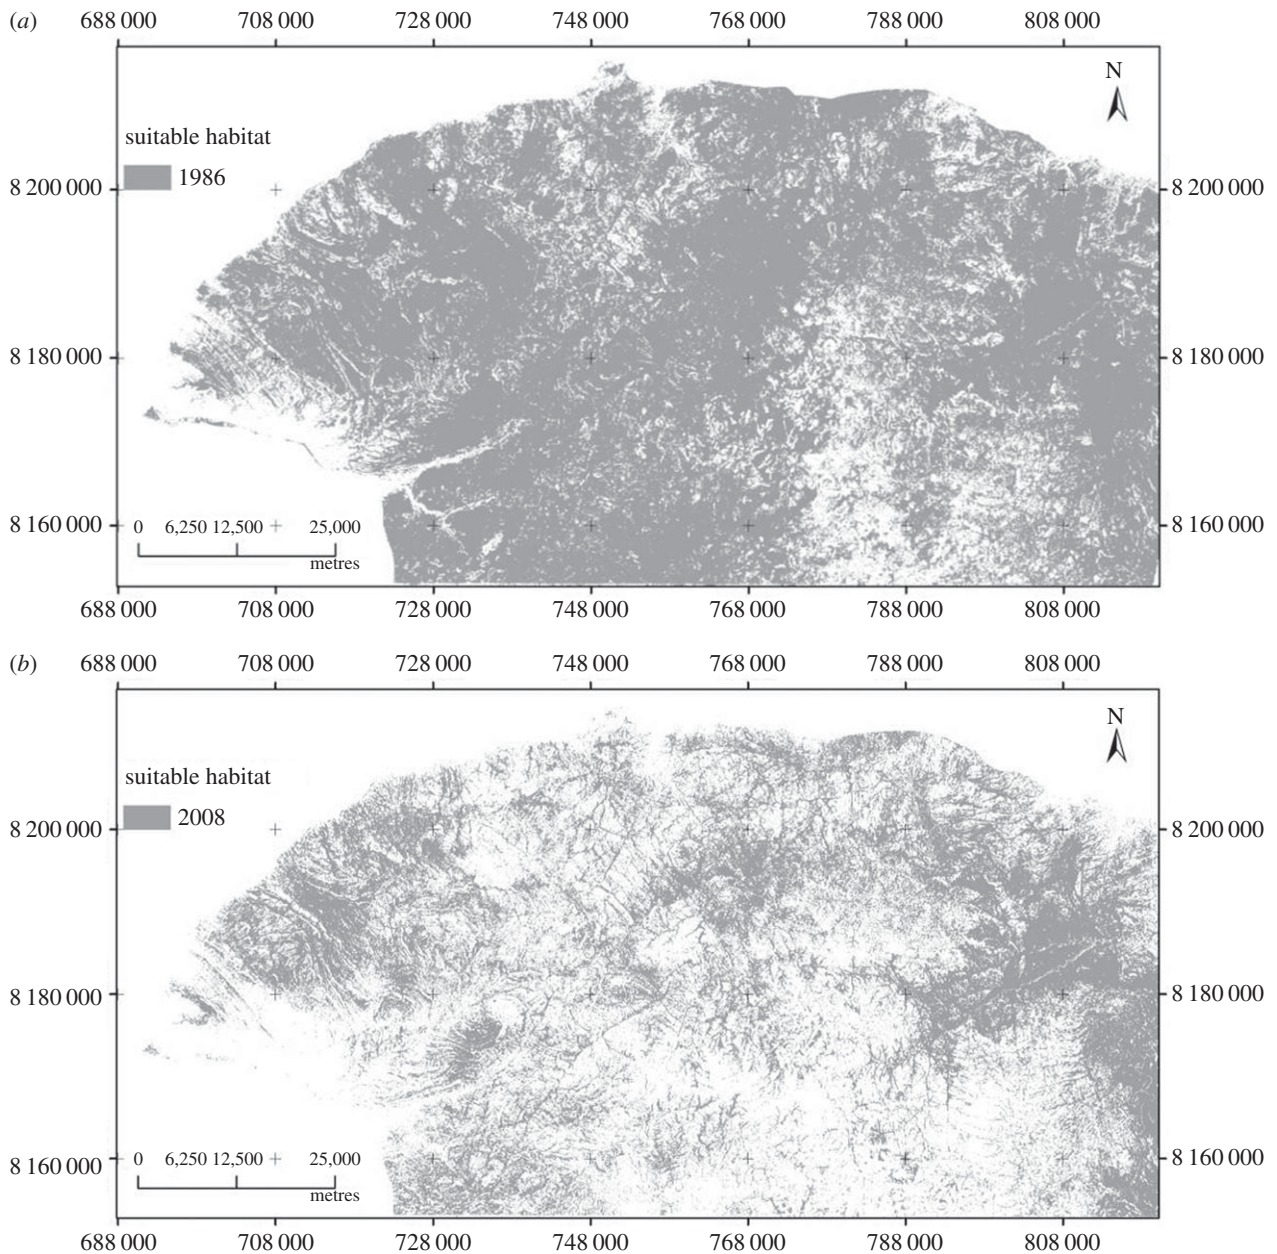 (a) 688 000 708 000 728 000 748 000 768 000 788 000 808 000
N
suitable habitat
1986
8 200 000 8 200 000
8 180 000 8 180 000
8 160 000 8 160 000
0 6,250 12,500 25,000
metres
688 000 708 000 728 000 748 000 768 000 788 000 808 000
(b) 688 000 708 000 728 000 748 000 768 000 788 000 808 000
N
suitable habitat
2008
8 200 000 8 200 000
8 180 000 8 180 000
8 160 000 8 160 000
0 6,250 12,500 25,000
metres
688 000 708 000 728 000 748 000 768 000 788 000 808 000